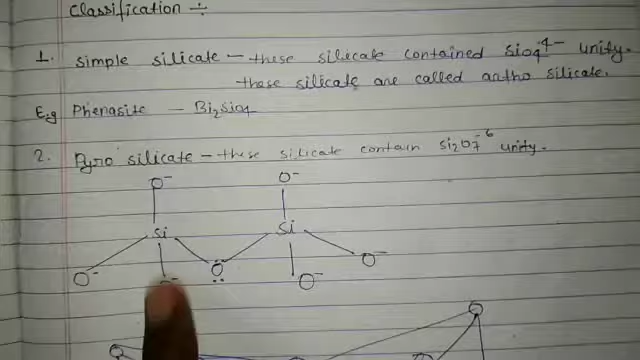 Classification ÷
1. simple silicate - these silicate contained SiO4^4- unity.
these silicate are called antho silicate.
Eg Phenasite - Bi2SiO4
2. Pyro silicate - these silicate contain Si2O7^-6 unity.
O- O-
Si Si
O- O- O O- O-